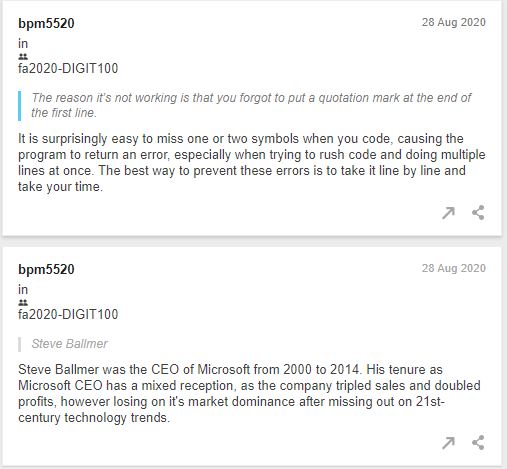 bpm5520 28 Aug 2020
in
fa2020-DIGIT100
The reason it's not working is that you forgot to put a quotation mark at the end of
the first line.
It is surprisingly easy to miss one or two symbols when you code, causing the
program to return an error, especially when trying to rush code and doing multiple
lines at once. The best way to prevent these errors is to take it line by line and
take your time.
bpm5520 28 Aug 2020
in
fa2020-DIGIT100
Steve Ballmer
Steve Ballmer was the CEO of Microsoft from 2000 to 2014. His tenure as
Microsoft CEO has a mixed reception, as the company tripled sales and doubled
profits, however losing on it's market dominance after missing out on 21st-
century technology trends.